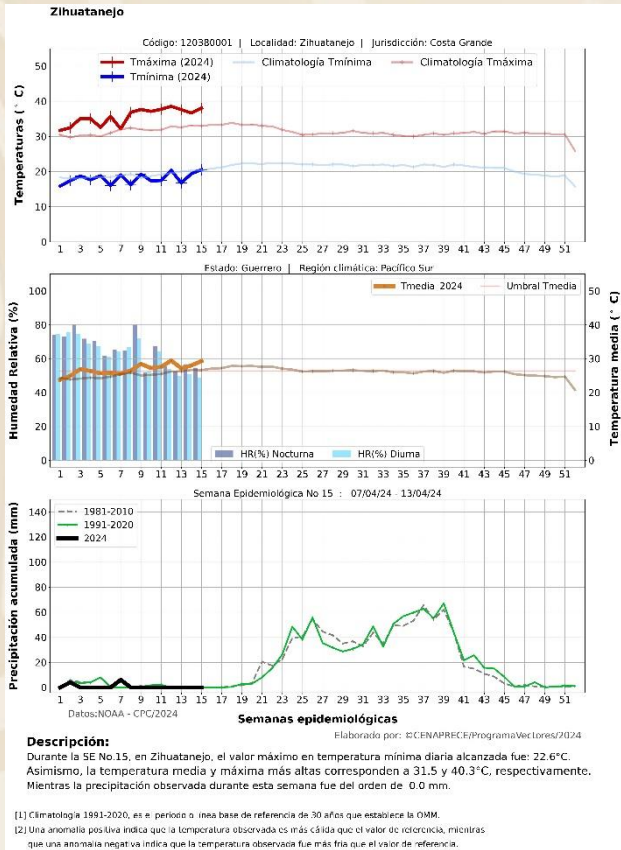 Zihuatanejo
Código: 120380001 | Localidad: Zihuatanejo | Jurisdicción: Costa Grande
Tmáxima (2024)
Tmínima (2024)
Climatología Tmínima
Climatología Tmáxima
Temperaturas (° C)
50
40
30
20
10
0
1 3 5 7 9 11 13 15 17 19 21 23 25 27 29 31 33 35 37 39 41 43 45 47 49 51
Estado: Guerrero | Región climática: Pacífico Sur
Tmedia 2024
Umbral Tmedia
Humedad Relativa (%)
100
80
60
40
20
0
Temperatura media (° C)
50
40
30
20
10
0
HR(%) Nocturna
HR(%) Diurna
1 3 5 7 9 11 13 15 17 19 21 23 25 27 29 31 33 35 37 39 41 43 45 47 49 51
Semana Epidemiológica No 15 : 07/04/24 - 13/04/24
1981-2010
1991-2020
2024
Precipitación acumulada (mm)
140
120
100
80
60
40
20
0
1 3 5 7 9 11 13 15 17 19 21 23 25 27 29 31 33 35 37 39 41 43 45 47 49 51
Datos:NOAA - CPC/2024
Semanas epidemiológicas
Elaborado por: ©CENAPRECE/ProgramaVectores/2024
Descripción:
Durante la SE No.15, en Zihuatanejo, el valor máximo en temperatura mínima diaria alcanzada fue: 22.6°C.
Asimismo, la temperatura media y máxima más altas corresponden a 31.5 y 40.3°C, respectivamente.
Mientras la precipitación observada durante esta semana fue del orden de 0.0 mm.
[1] Climatología 1991-2020, es el periodo o línea base de referencia de 30 años que establece la OMM.
[2] Una anomalía positiva indica que la temperatura observada es más cálida que el valor de referencia, mientras
que una anomalía negativa indica que la temperatura observada fue más fría que el valor de referencia.